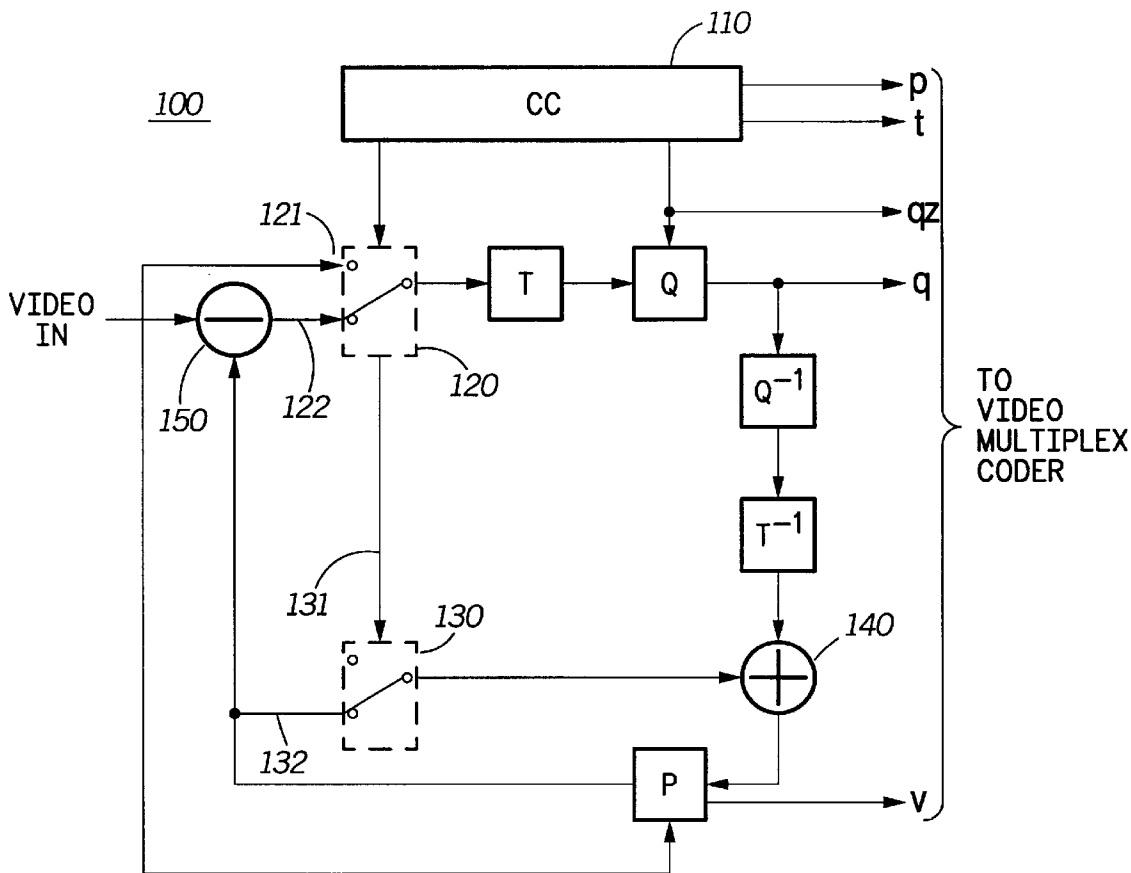 110
CC
p
t
100
qz
121
T
Q
q
VIDEO
IN
150
122
120
Q⁻¹
TO
VIDEO
MULTIPLEX
CODER
T⁻¹
131
130
140
132
P
v